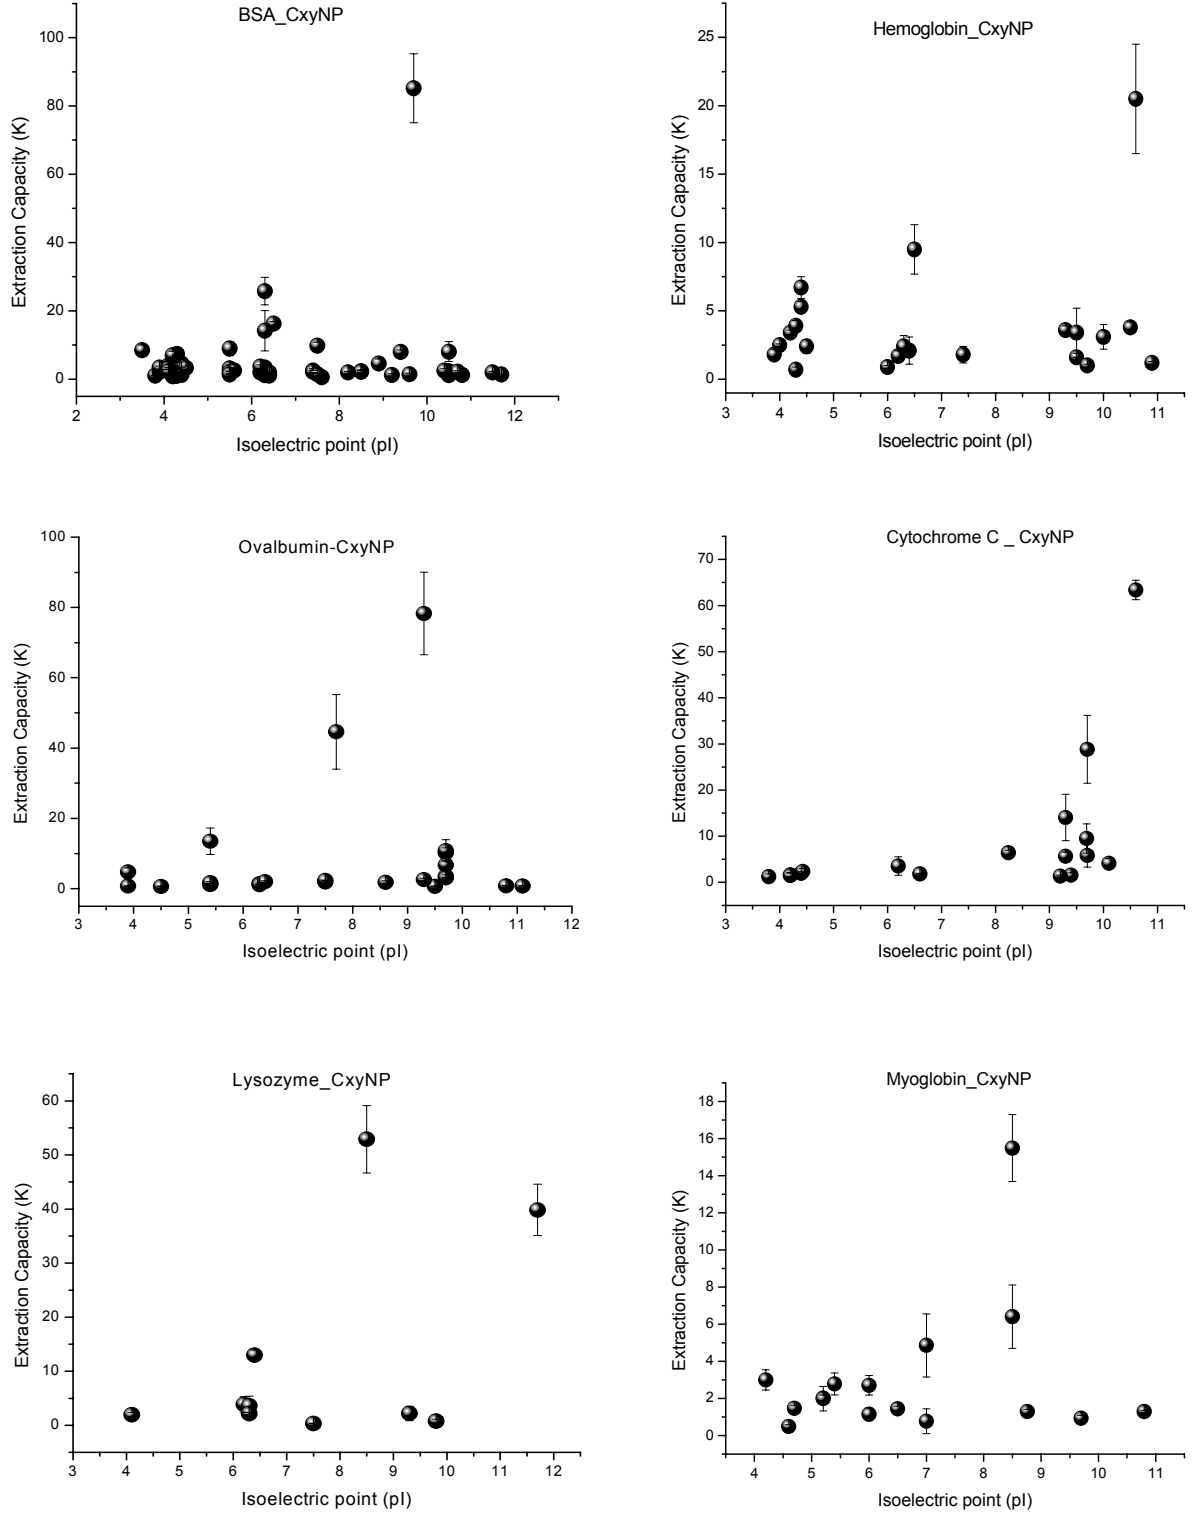 BSA_CxyNP
Extraction Capacity (K)
100
80
60
40
20
0
2 4 6 8 10 12
Isoelectric point (pI)
Hemoglobin_CxyNP
Extraction Capacity (K)
25
20
15
10
5
0
3 4 5 6 7 8 9 10 11
Isoelectric point (pI)
Ovalbumin-CxyNP
Extraction Capacity (K)
100
80
60
40
20
0
3 4 5 6 7 8 9 10 11 12
Isoelectric point (pI)
Cytochrome C _ CxyNP
Extraction Capacity (K)
70
60
50
40
30
20
10
0
3 4 5 6 7 8 9 10 11
Isoelectric point (pI)
Lysozyme_CxyNP
Extraction Capacity (K)
60
50
40
30
20
10
0
3 4 5 6 7 8 9 10 11 12
Isoelectric point (pI)
Myoglobin_CxyNP
Extraction Capacity (K)
18
16
14
12
10
8
6
4
2
0
4 5 6 7 8 9 10 11
Isoelectric point (pI)